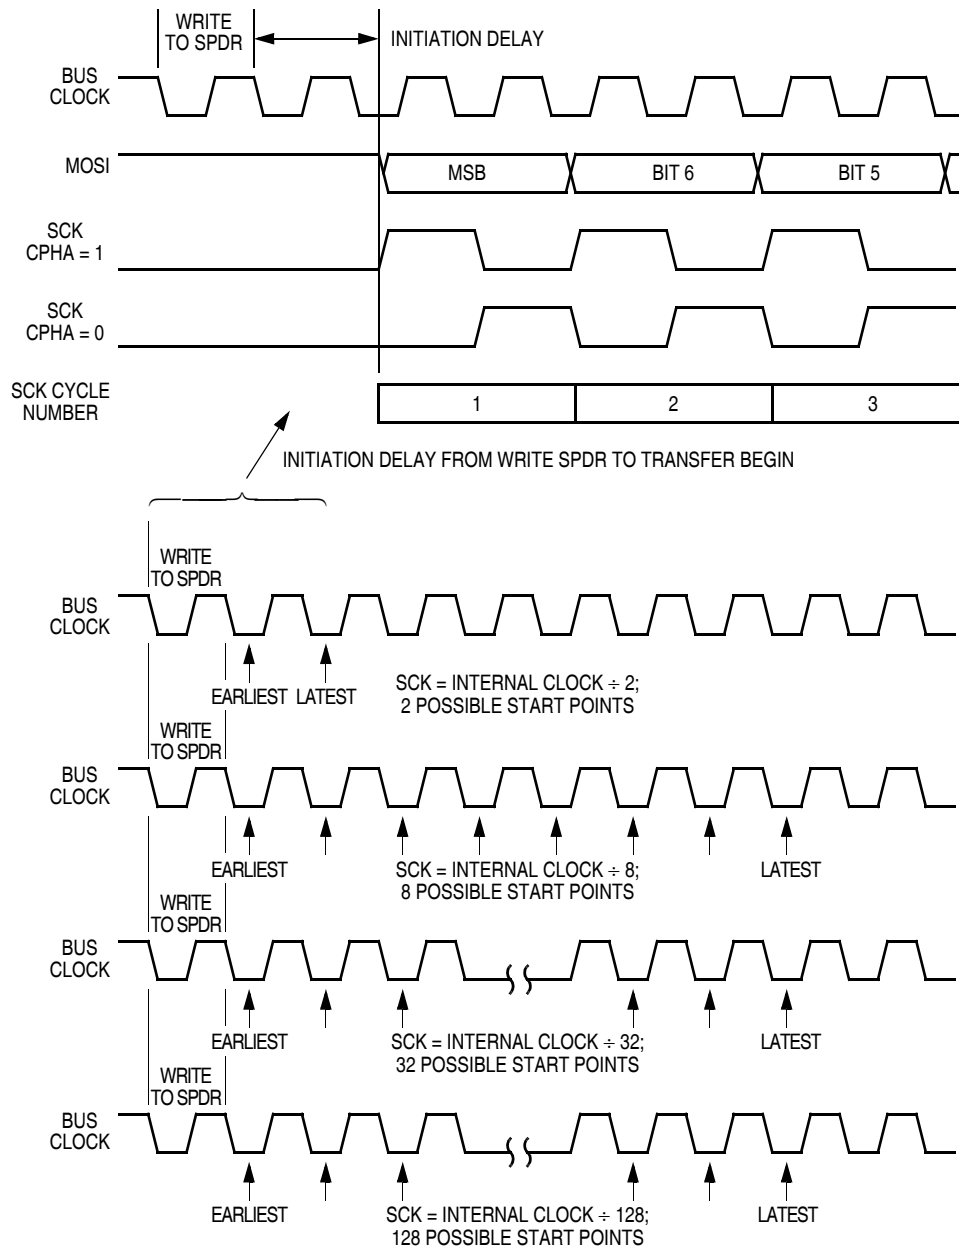 WRITE
TO SPDR
INITIATION DELAY
BUS
CLOCK
MOSI
MSB
BIT 6
BIT 5
SCK
CPHA = 1
SCK
CPHA = 0
SCK CYCLE
NUMBER
1
2
3
INITIATION DELAY FROM WRITE SPDR TO TRANSFER BEGIN
WRITE
TO SPDR
BUS
CLOCK
EARLIEST
LATEST
SCK = INTERNAL CLOCK ÷ 2;
2 POSSIBLE START POINTS
WRITE
TO SPDR
BUS
CLOCK
EARLIEST
SCK = INTERNAL CLOCK ÷ 8;
8 POSSIBLE START POINTS
LATEST
WRITE
TO SPDR
BUS
CLOCK
EARLIEST
SCK = INTERNAL CLOCK ÷ 32;
32 POSSIBLE START POINTS
LATEST
WRITE
TO SPDR
BUS
CLOCK
EARLIEST
SCK = INTERNAL CLOCK ÷ 128;
128 POSSIBLE START POINTS
LATEST